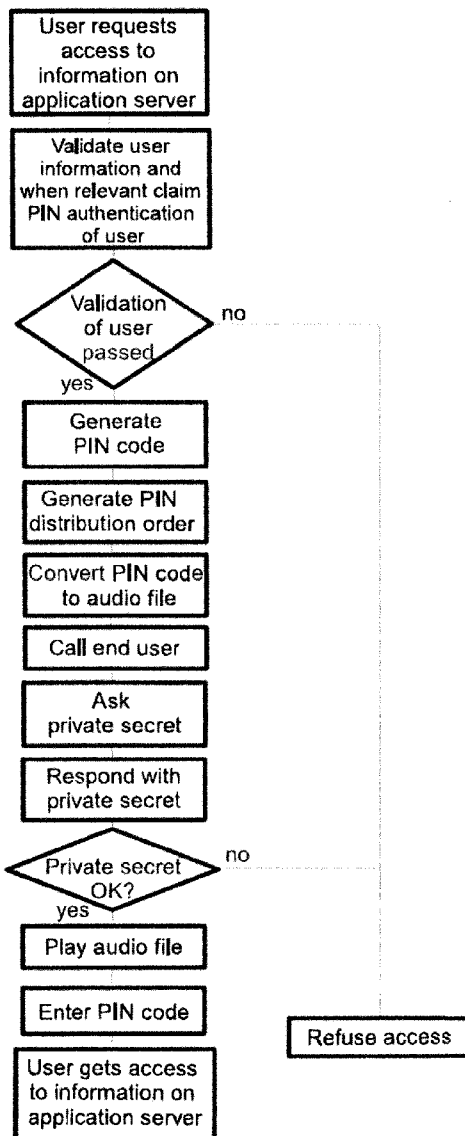 User requests
access to
information on
application server
Validate user
information and
when relevant claim
PIN authentication
of user
Validation
of user
passed
no
yes
Generate
PIN code
Generate PIN
distribution order
Convert PIN code
to audio file
Call end user
Ask
private secret
Respond with
private secret
Private secret
OK?
no
yes
Play audio file
Enter PIN code
Refuse access
User gets access
to information on
application server